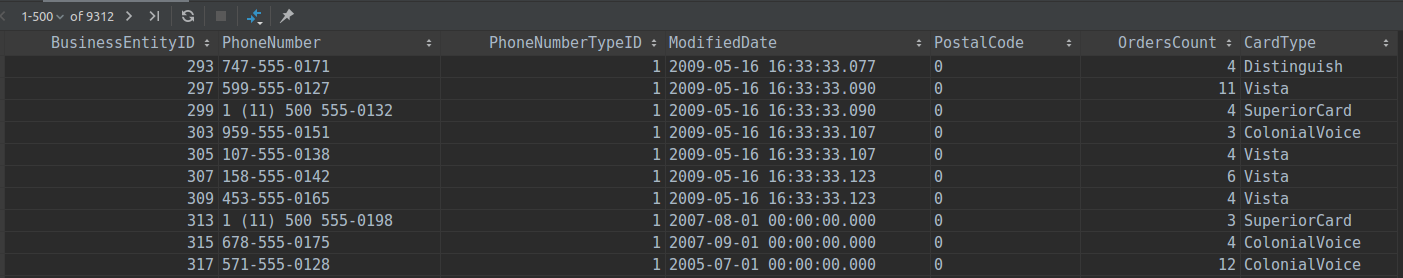 1-500 of 9312
BusinessEntityID PhoneNumber PhoneNumberTypeID ModifiedDate PostalCode OrdersCount CardType
293 747-555-0171 1 2009-05-16 16:33:33.077 0 4 Distinguish
297 599-555-0127 1 2009-05-16 16:33:33.090 0 11 Vista
299 1 (11) 500 555-0132 1 2009-05-16 16:33:33.090 0 4 SuperiorCard
303 959-555-0151 1 2009-05-16 16:33:33.107 0 3 ColonialVoice
305 107-555-0138 1 2009-05-16 16:33:33.107 0 4 Vista
307 158-555-0142 1 2009-05-16 16:33:33.123 0 6 Vista
309 453-555-0165 1 2009-05-16 16:33:33.123 0 4 Vista
313 1 (11) 500 555-0198 1 2007-08-01 00:00:00.000 0 3 SuperiorCard
315 678-555-0175 1 2007-09-01 00:00:00.000 0 4 ColonialVoice
317 571-555-0128 1 2005-07-01 00:00:00.000 0 12 ColonialVoice